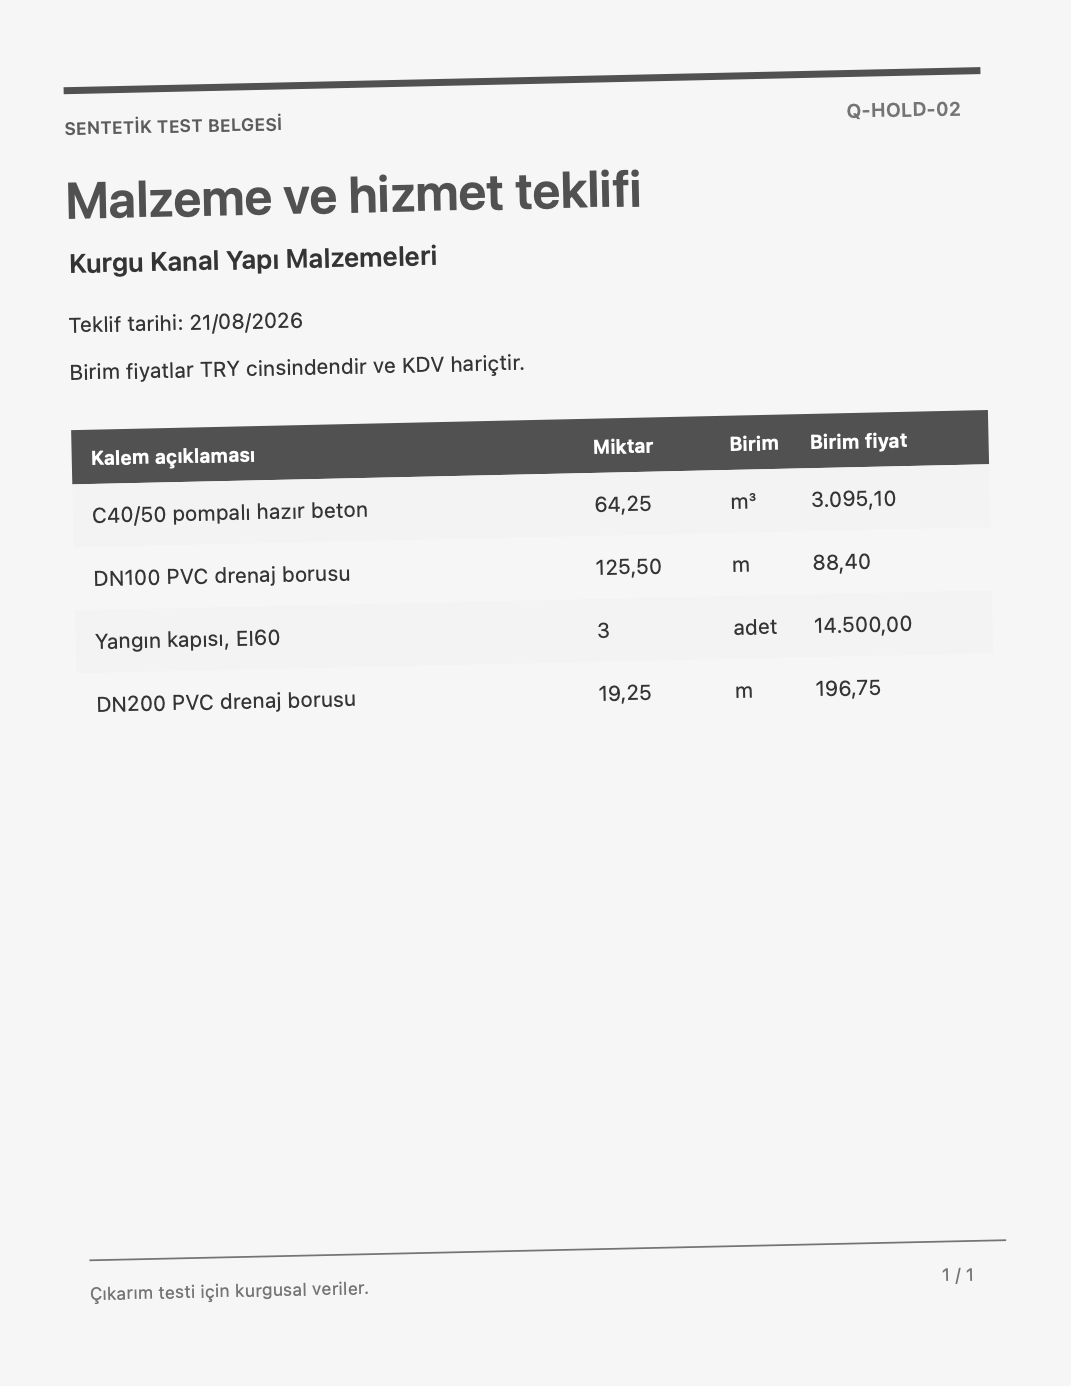 SENTETİK TEST BELGESİ
Q-HOLD-02
Malzeme ve hizmet teklifi
Kurgu Kanal Yapı Malzemeleri
Teklif tarihi: 21/08/2026
Birim fiyatlar TRY cinsindendir ve KDV hariçtir.
Kalem açıklaması Miktar Birim Birim fiyat
C40/50 pompalı hazır beton 64,25 m³ 3.095,10
DN100 PVC drenaj borusu 125,50 m 88,40
Yangın kapısı, EI60 3 adet 14.500,00
DN200 PVC drenaj borusu 19,25 m 196,75
Çıkarım testi için kurgusal veriler.
1 / 1